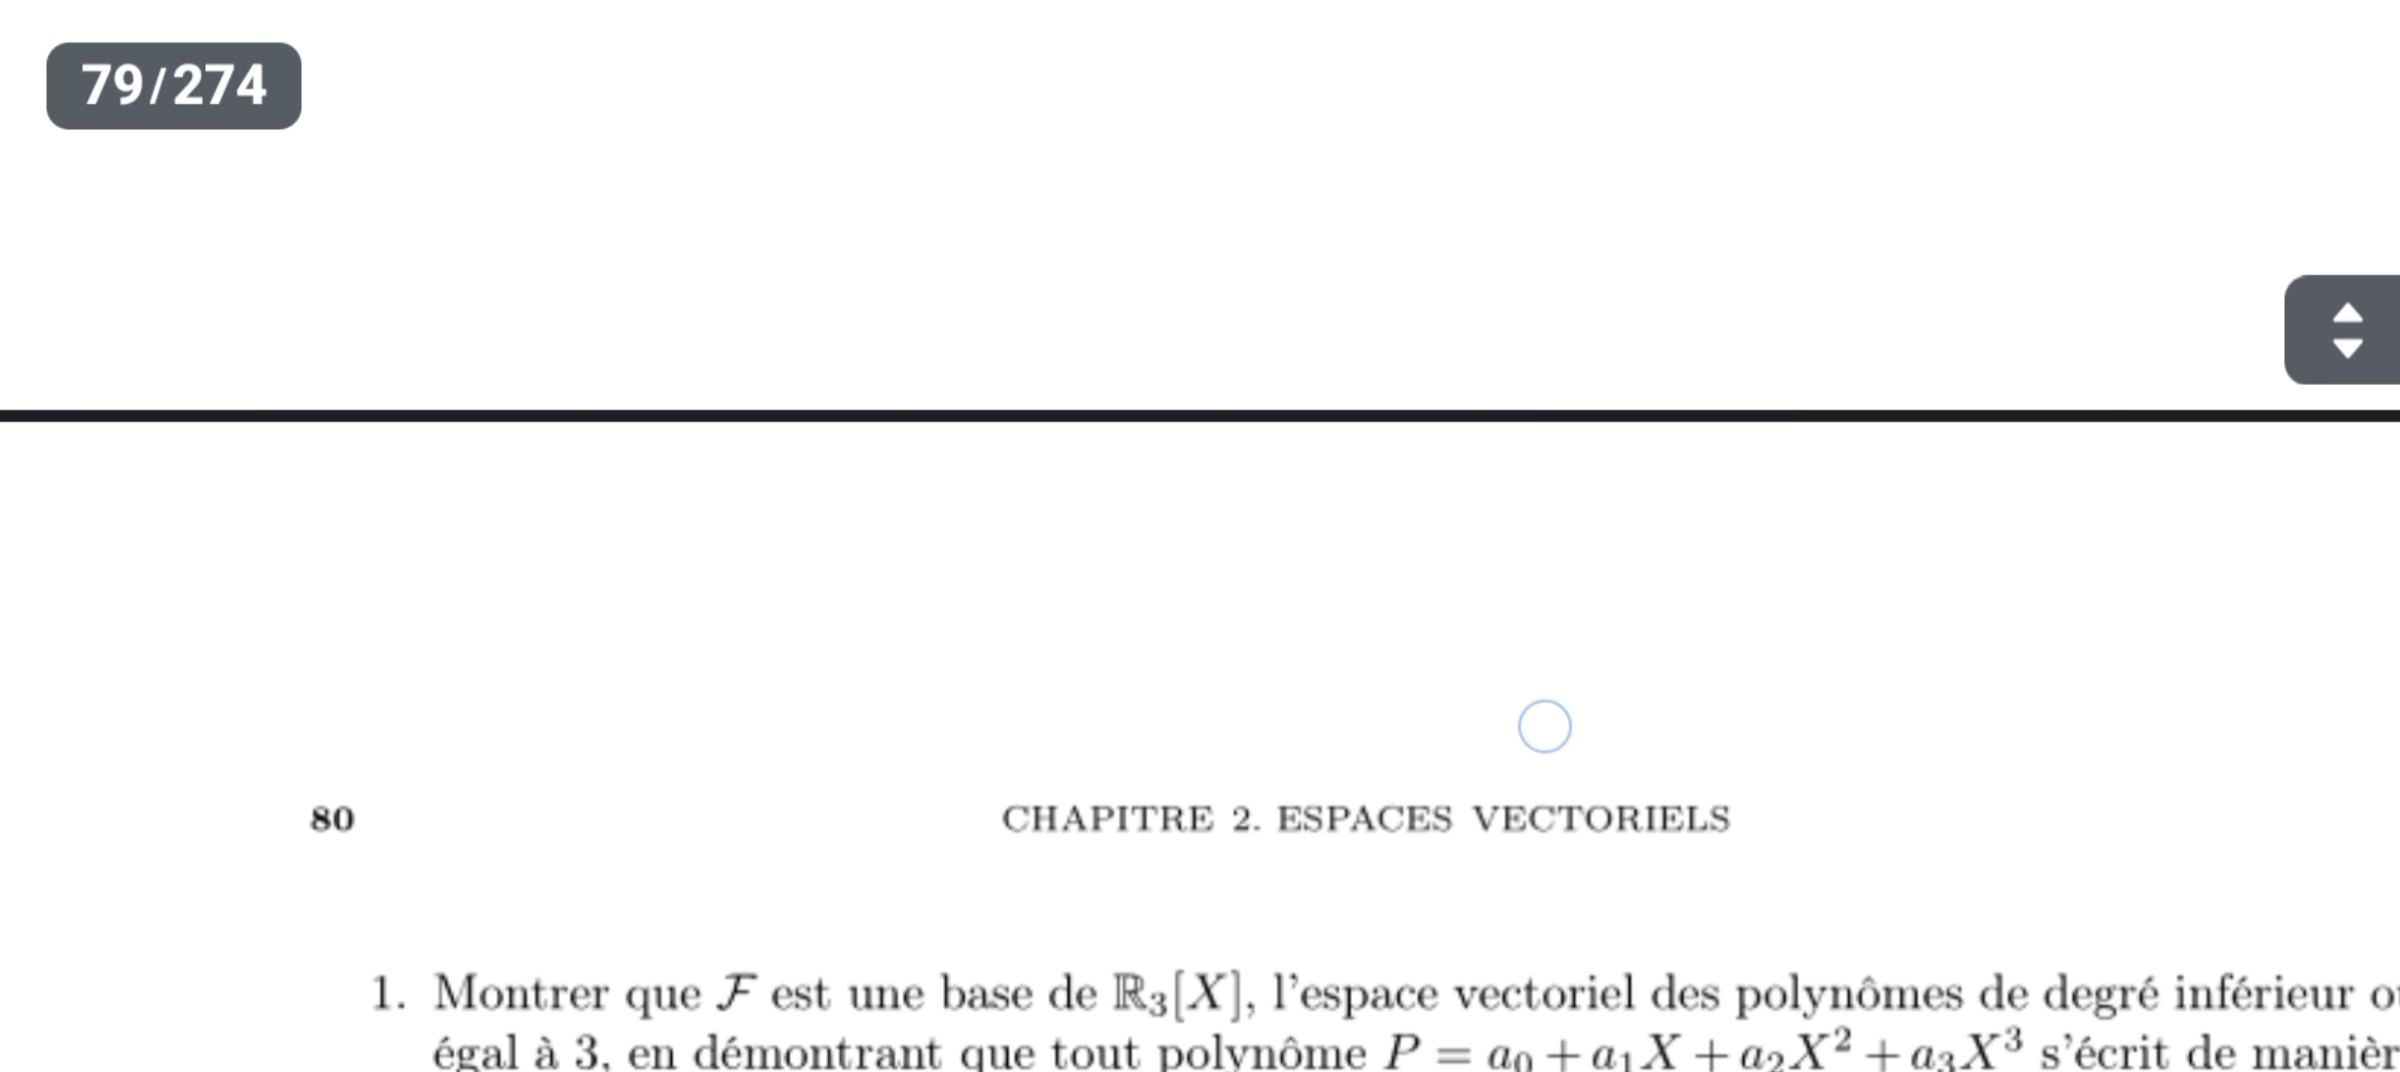 79/274
80 CHAPITRE 2. ESPACES VECTORIELS
1. Montrer que ℱ est une base de ℝ₃[X], l'espace vectoriel des polynômes de degré inférieur
égal à 3, en démontrant que tout polynôme P = a₀ + a₁X + a₂X² + a₃X³ s'écrit de